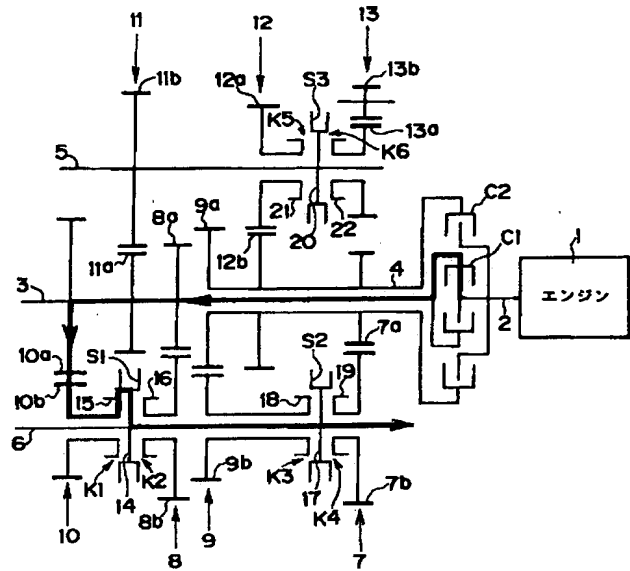 11 12 13
11b 12a S3 13b
K5 13a
5 K6
8a 9a 21 20 22 C2
11a 12b C1 1
3 4 エンジン
2
10a S1 16 S2 7a
10b 15 18 19
6
K1 14 K2 9b K3 17 K4 7b
10 8b 8 9 7